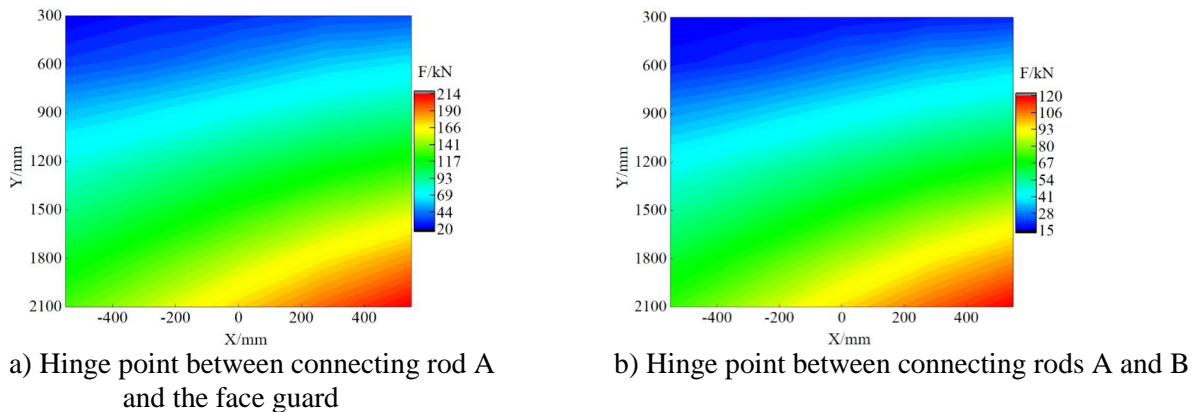 300
600
900
1200
1500
1800
2100
Y/mm
-400 -200 0 200 400
X/mm
F/kN
214
190
166
141
117
93
69
44
20
a) Hinge point between connecting rod A
and the face guard
300
600
900
1200
1500
1800
2100
Y/mm
-400 -200 0 200 400
X/mm
F/kN
120
106
93
80
67
54
41
28
15
b) Hinge point between connecting rods A and B